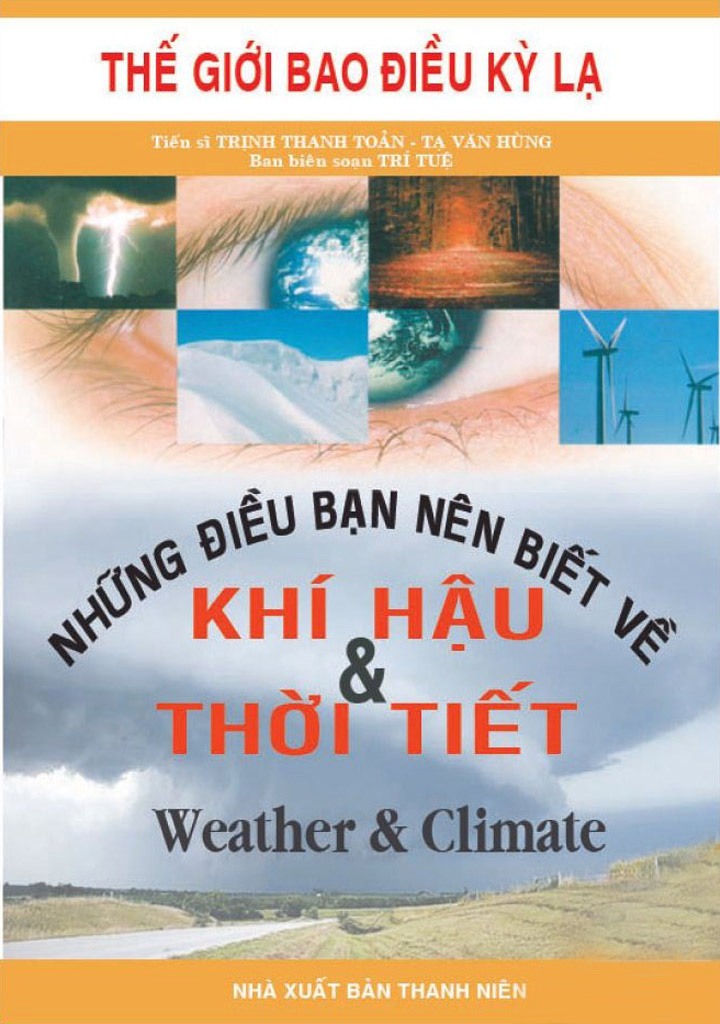 THẾ GIỚI BAO ĐIỀU KỲ LẠ
Tiến sĩ TRỊNH THANH TOẢN - TẠ VĂN HÙNG
Ban biên soạn TRÍ TUỆ
NHỮNG ĐIỀU BẠN NÊN BIẾT VỀ
KHÍ HẬU
&
THỜI TIẾT
Weather & Climate
NHÀ XUẤT BẢN THANH NIÊN